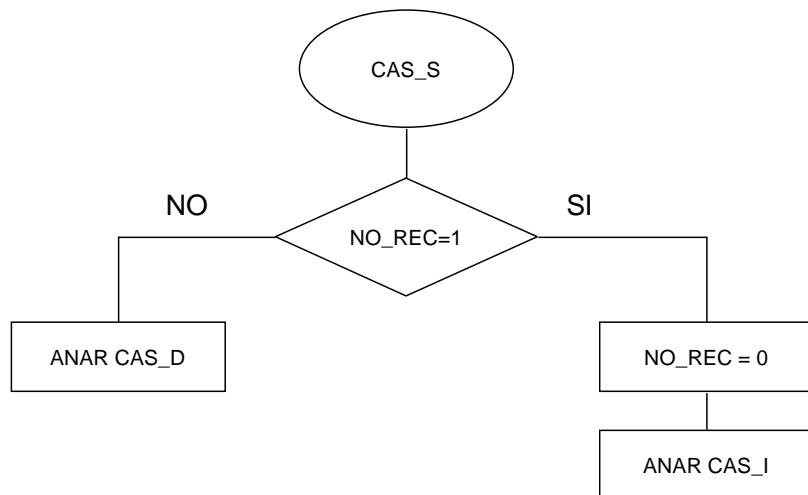 CAS_S
NO
SI
NO_REC=1
ANAR CAS_D
NO_REC = 0
ANAR CAS_I